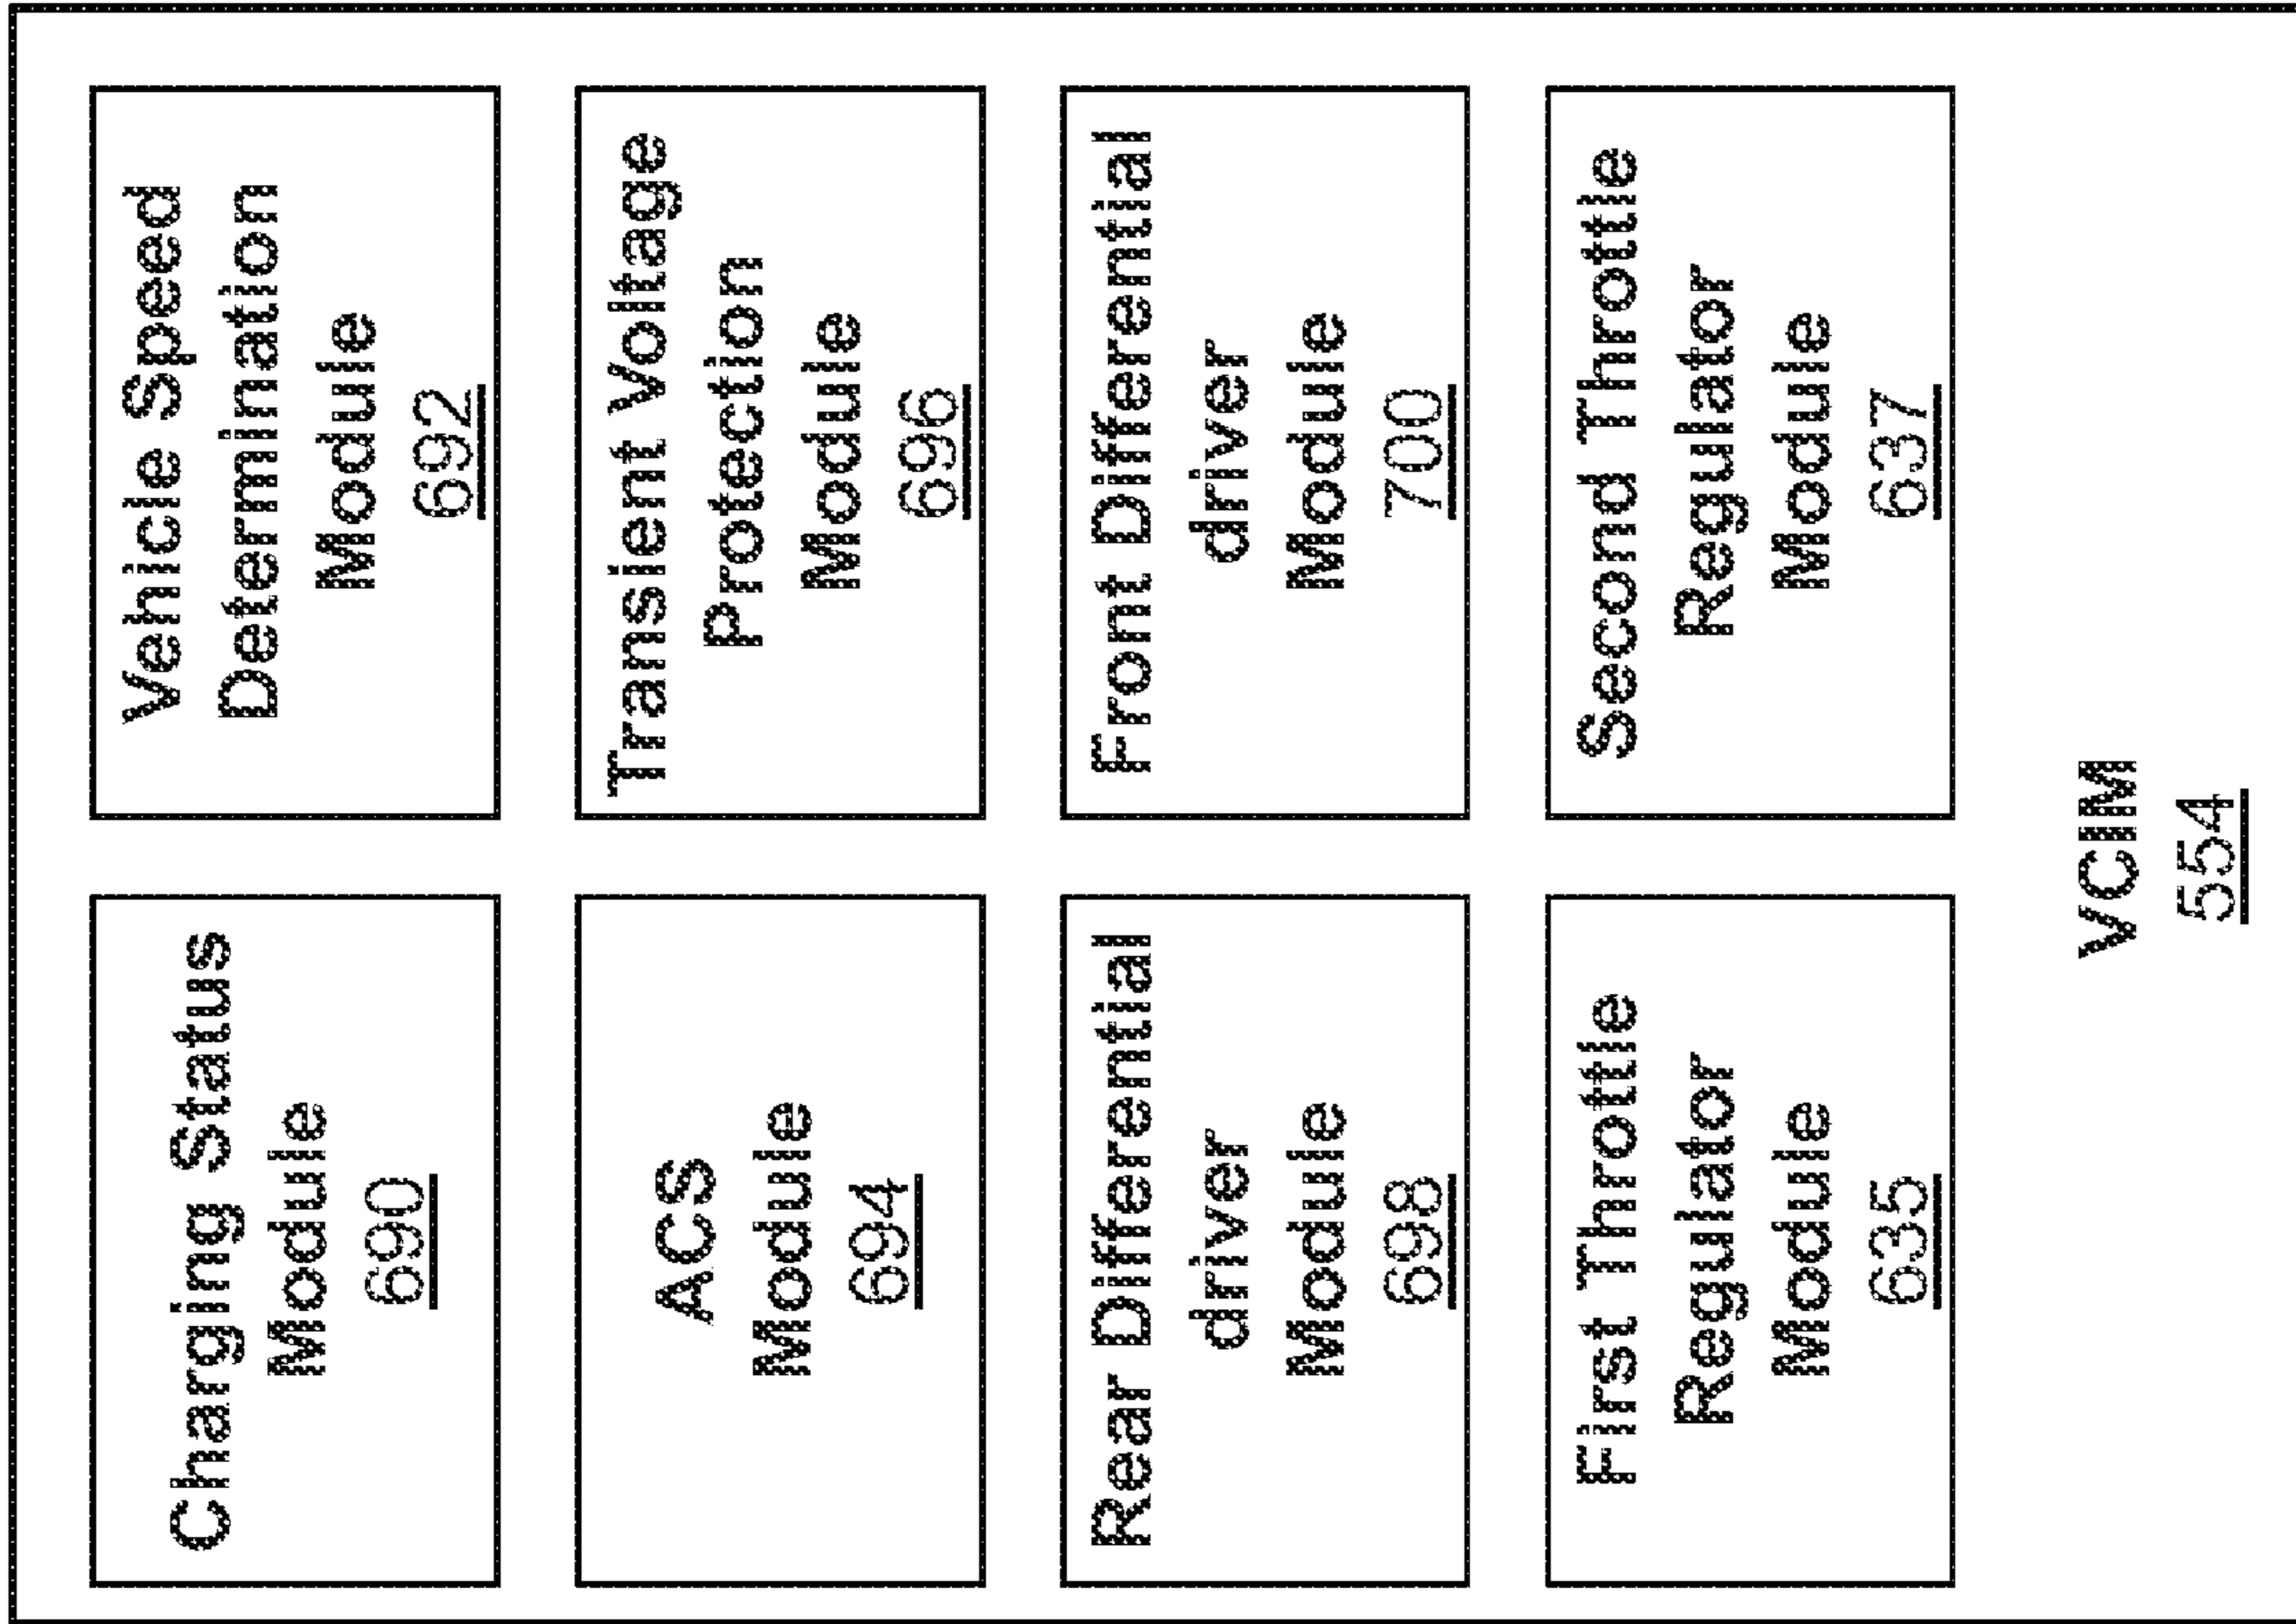 Charging Status
Module
690
Vehicle Speed
Determination
Module
692
ACS
Module
694
Transient Voltage
Protection
Module
696
Rear Differential
driver
Module
698
Front Differential
driver
Module
700
First Throttle
Regulator
Module
635
Second Throttle
Regulator
Module
637
VCIM
554